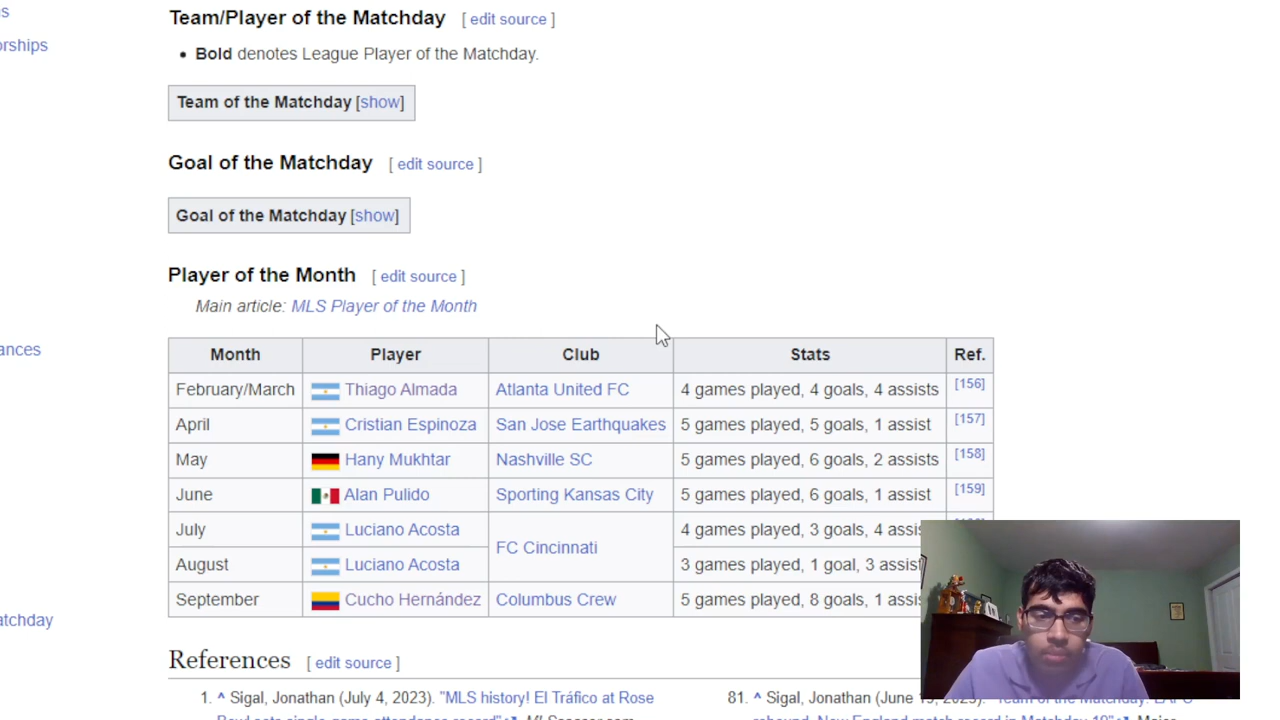 s
Team/Player of the Matchday [ edit source ]
orships
• Bold denotes League Player of the Matchday.
Team of the Matchday [show]
Goal of the Matchday [ edit source ]
Goal of the Matchday [show]
Player of the Month [ edit source ]
Main article: MLS Player of the Month
ances
Month Player Club Stats Ref.
February/March Thiago Almada Atlanta United FC 4 games played, 4 goals, 4 assists [156]
April Cristian Espinoza San Jose Earthquakes 5 games played, 5 goals, 1 assist [157]
May Hany Mukhtar Nashville SC 5 games played, 6 goals, 2 assists [158]
June Alan Pulido Sporting Kansas City 5 games played, 6 goals, 1 assist [159]
July Luciano Acosta 4 games played, 3 goals, 4 assis
FC Cincinnati
August Luciano Acosta 3 games played, 1 goal, 3 assist
September Cucho Hernández Columbus Crew 5 games played, 8 goals, 1 assis
atchday
References [ edit source ]
1. ^ Sigal, Jonathan (July 4, 2023). "MLS history! El Tráfico at Rose
81. ^ Sigal, Jonathan (June